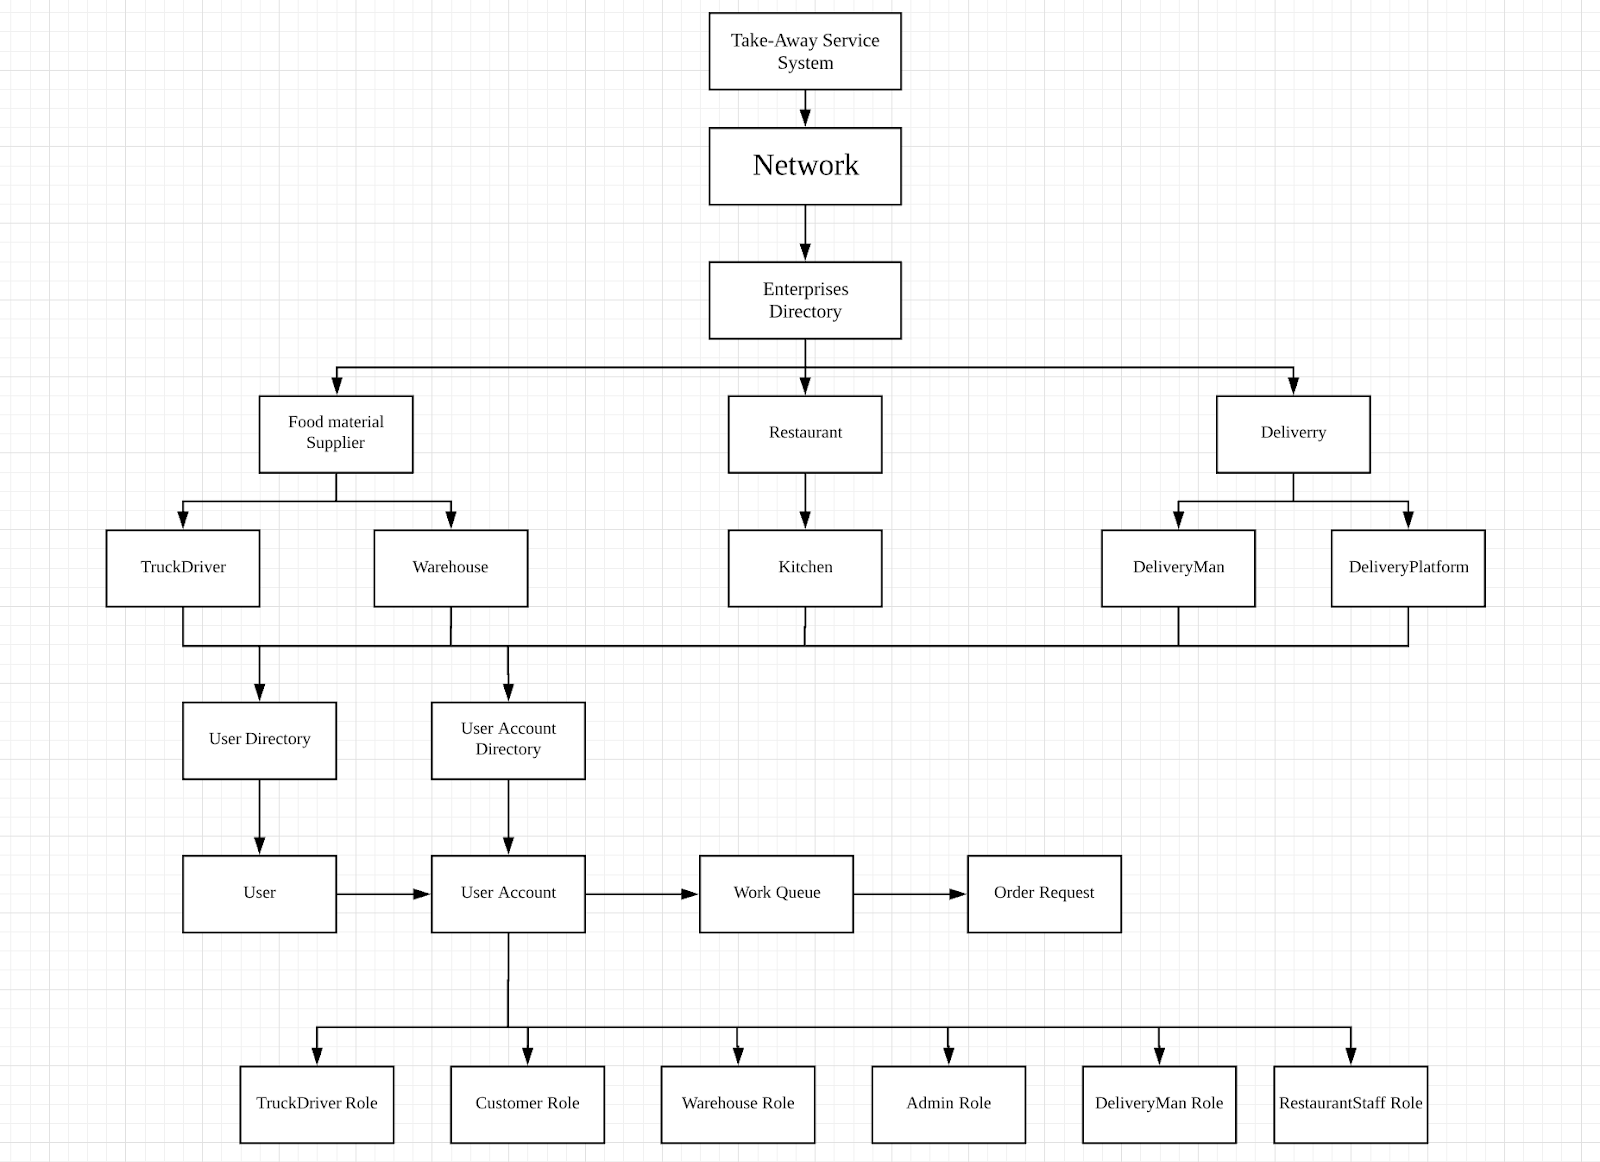 Take-Away Service
System
Network
Enterprises
Directory
Food material
Supplier
Restaurant
Deliverry
TruckDriver
Warehouse
Kitchen
DeliveryMan
DeliveryPlatform
User Directory
User Account
Directory
User
User Account
Work Queue
Order Request
TruckDriver Role
Customer Role
Warehouse Role
Admin Role
DeliveryMan Role
RestaurantStaff Role